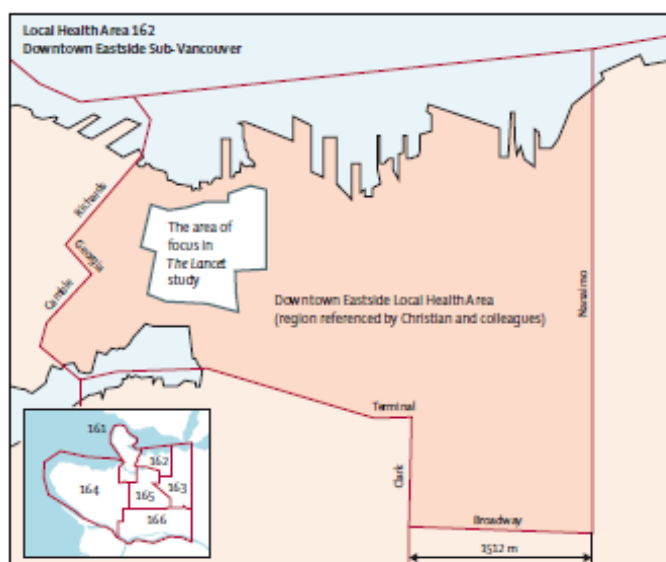 Local Health Area 162
Downtown Eastside Sub-Vancouver
Richards
Georgia
Cambie
The area of
focus in
The Lancet
study
Downtown Eastside Local Health Area
(region referenced by Christian and colleagues)
Nanaimo
Terminal
Clark
Broadway
1512 m
161
162
163
164
165
166